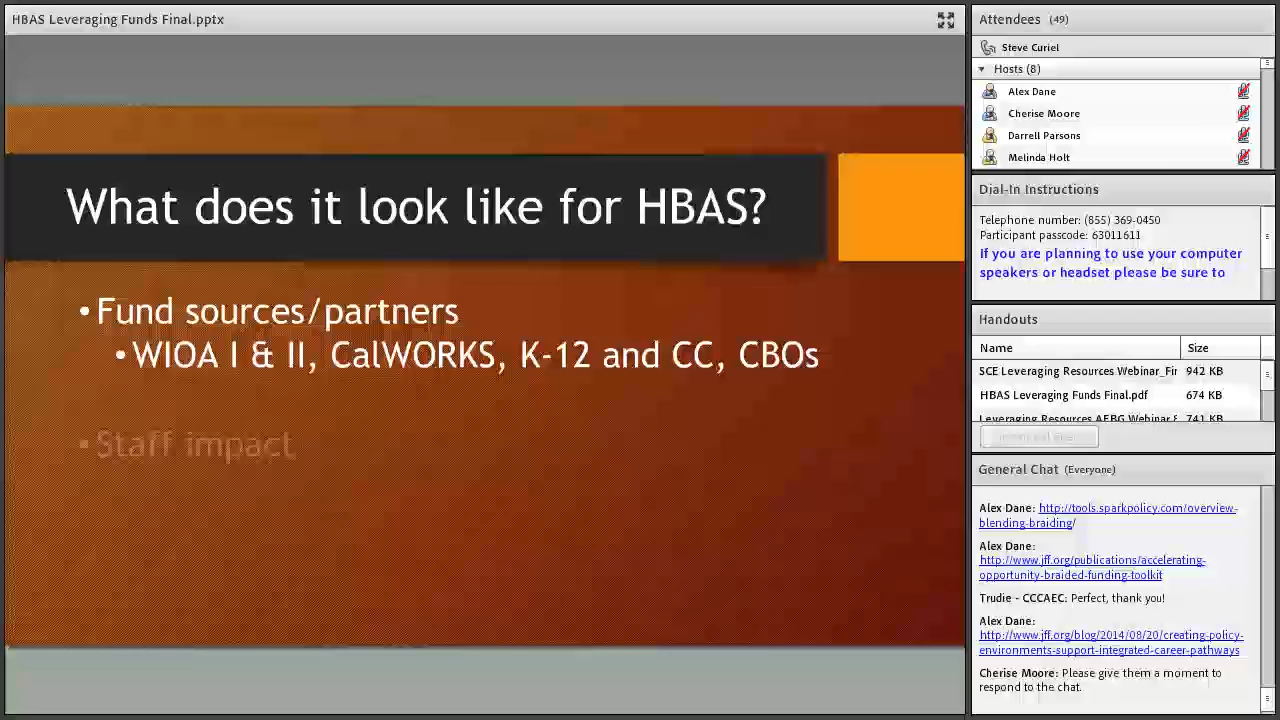 HBAS Leveraging Funds Final.pptx
What does it look like for HBAS?
• Fund sources/partners
• WIOA I & II, CalWORKS, K-12 and CC, CBOs
• Staff impact
Attendees (49)
Steve Curiel
Hosts (8)
Alex Dane
Cherise Moore
Darrell Parsons
Melinda Holt
Dial-In Instructions
Telephone number: (855) 369-0450
Participant passcode: 63011611
If you are planning to use your computer
speakers or headset please be sure to
Handouts
Name Size
SCE Leveraging Resources Webinar_Fir 942 KB
HBAS Leveraging Funds Final.pdf 674 KB
Leveraging Resources AEBG Webinar 741 KB
General Chat (Everyone)
Alex Dane: http://tools.sparkpolicy.com/overview-
blending-braiding/
Alex Dane:
http://www.jff.org/publications/accelerating-
opportunity-braided-funding-toolkit
Trudie - CCCAEC: Perfect, thank you!
Alex Dane:
http://www.jff.org/blog/2014/08/20/creating-policy-
environments-support-integrated-career-pathways
Cherise Moore: Please give them a moment to
respond to the chat.